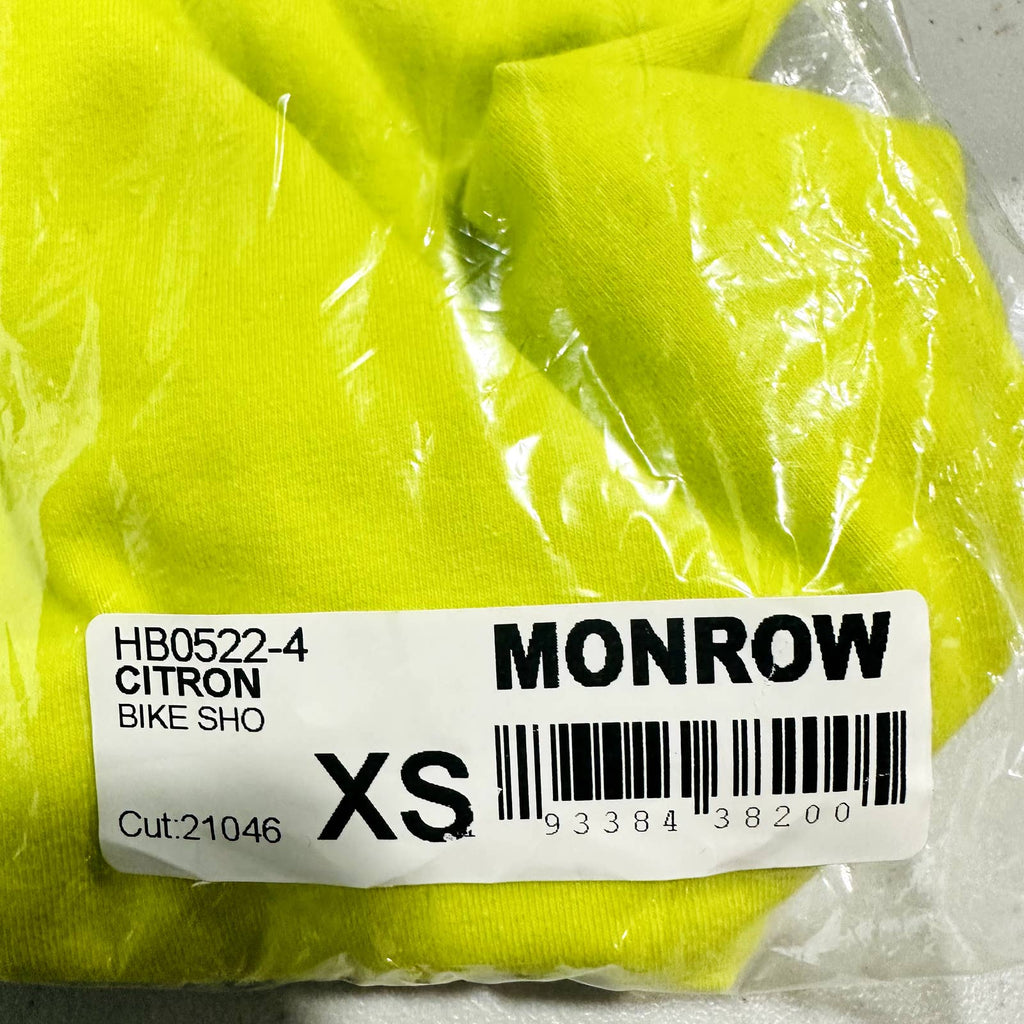 HB0522-4
CITRON
BIKE SHO
Cut:21046
XS
MONROW
93384 38200